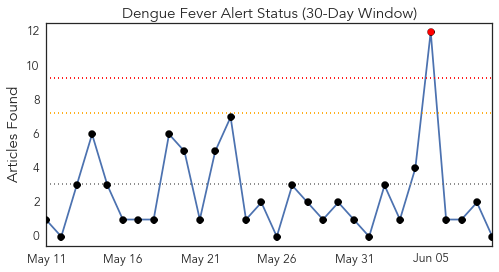 Dengue Fever Alert Status (30-Day Window)
Articles Found
12
10
8
6
4
2
0
May 11 May 16 May 21 May 26 May 31 Jun 05